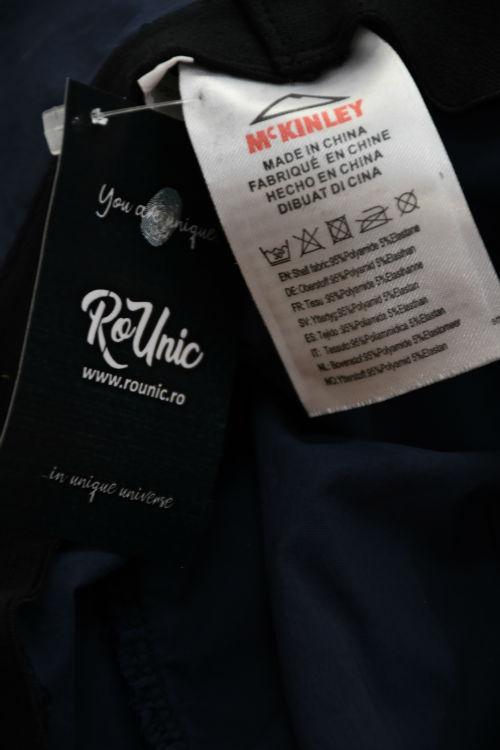 You are unique
RoUnic
www.rounic.ro
...in unique universe
McKINLEY
MADE IN CHINA
FABRIQUÉ EN CHINE
HECHO EN CHINA
DIBUAT DI CINA
EN: Shell fabric:95%Polyamide 5%Elastane
DE: Oberstoff:95%Polyamid 5%Elasthan
FR: Tissu :95%Polyamide 5%Elasthanne
SV: Yttertyg:95%Polyamid 5%Elastan
ES: Tejido :95%Poliamida 5%Elastán
IT: Tessuto:95%Poliammidica 5%Elastan
NL: Bovenstof:95%Polyamide 5%Elastomeer
NO: Ytterstoff:95%Polyamid 5%Elastan